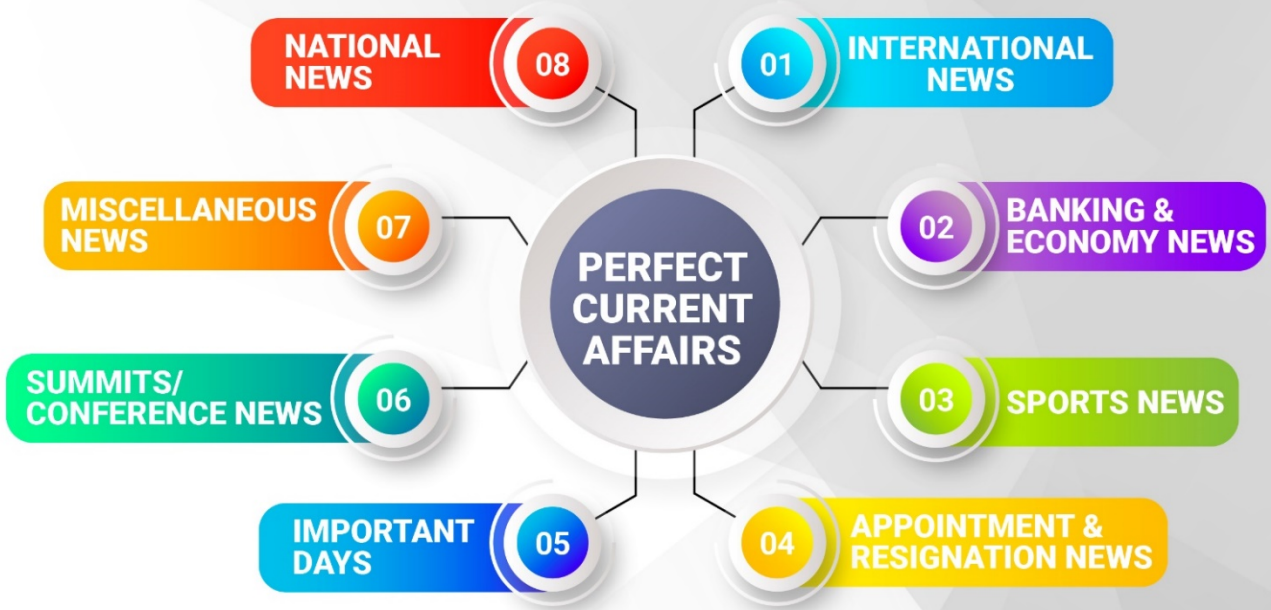 PERFECT
CURRENT
AFFAIRS
01
INTERNATIONAL
NEWS
02
BANKING &
ECONOMY NEWS
03
SPORTS NEWS
04
APPOINTMENT &
RESIGNATION NEWS
05
IMPORTANT
DAYS
06
SUMMITS/
CONFERENCE NEWS
07
MISCELLANEOUS
NEWS
08
NATIONAL
NEWS